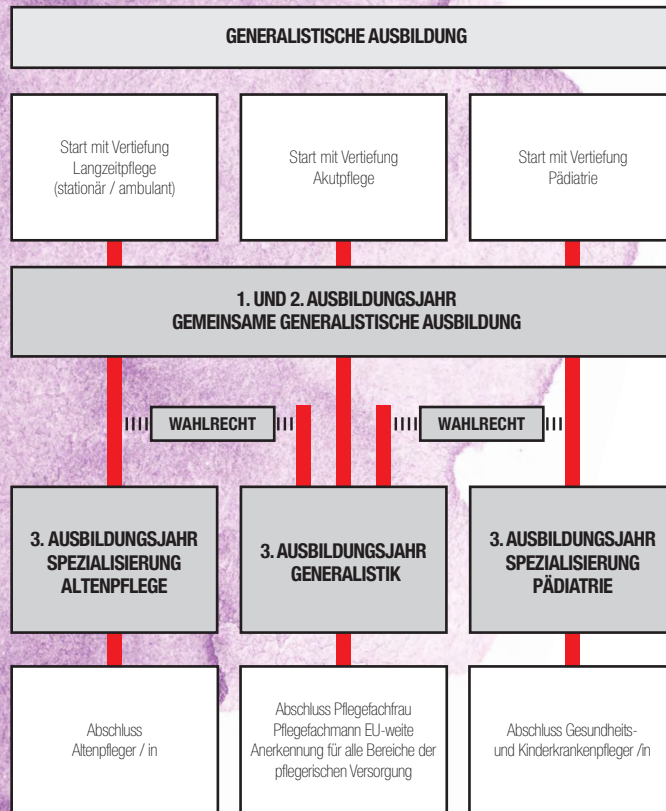 GENERALISTISCHE AUSBILDUNG
Start mit Vertiefung
Langzeitpflege
(stationär / ambulant)
Start mit Vertiefung
Akutpflege
Start mit Vertiefung
Pädiatrie
1. UND 2. AUSBILDUNGSJAHR
GEMEINSAME GENERALISTISCHE AUSBILDUNG
WAHLRECHT
WAHLRECHT
3. AUSBILDUNGSJAHR
SPEZIALISIERUNG
ALTENPFLEGE
3. AUSBILDUNGSJAHR
GENERALISTIK
3. AUSBILDUNGSJAHR
SPEZIALISIERUNG
PÄDIATRIE
Abschluss
Altenpfleger / in
Abschluss Pflegefachfrau
Pflegefachmann EU-weite
Anerkennung für alle Bereiche der
pflegerischen Versorgung
Abschluss Gesundheits-
und Kinderkrankenpfleger /in